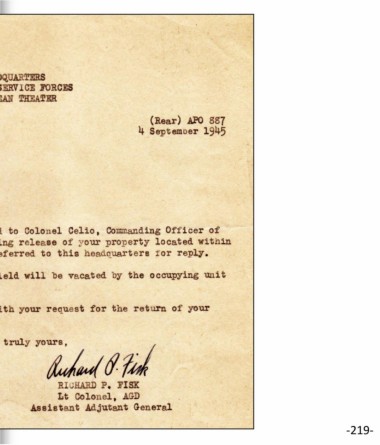 DQUARTERS
SERVICE FORCES
EAN THEATER
(Rear) APO 887
4 September 1945
d to Colonel Celio, Commanding Officer of
ing release of your property located within
eferred to this headquarters for reply.
ield will be vacated by the occupying unit
ith your request for the return of your
truly yours,
Richard P. Fisk
RICHARD P. FISK
Lt Colonel, AGD
Assistant Adjutant General
-219-